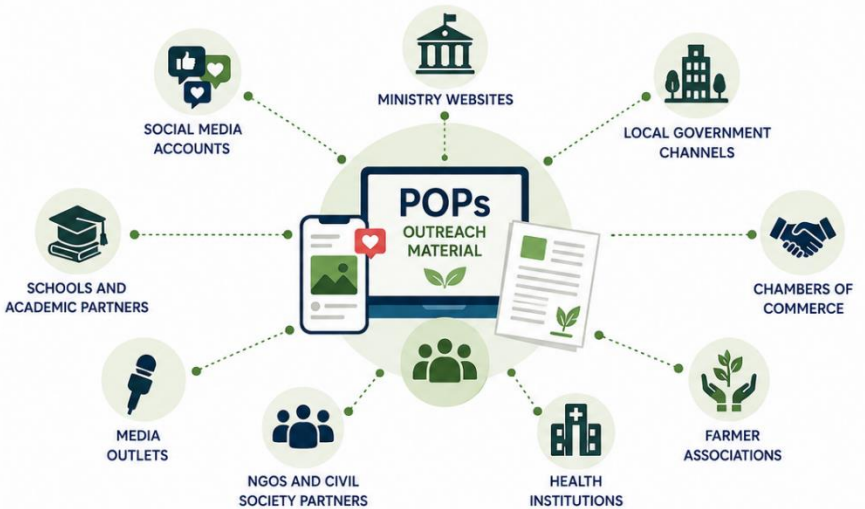 MINISTRY WEBSITES
SOCIAL MEDIA
ACCOUNTS
LOCAL GOVERNMENT
CHANNELS
POPs
OUTREACH
MATERIAL
SCHOOLS AND
ACADEMIC PARTNERS
CHAMBERS OF
COMMERCE
MEDIA
OUTLETS
NGOS AND CIVIL
SOCIETY PARTNERS
HEALTH
INSTITUTIONS
FARMER
ASSOCIATIONS